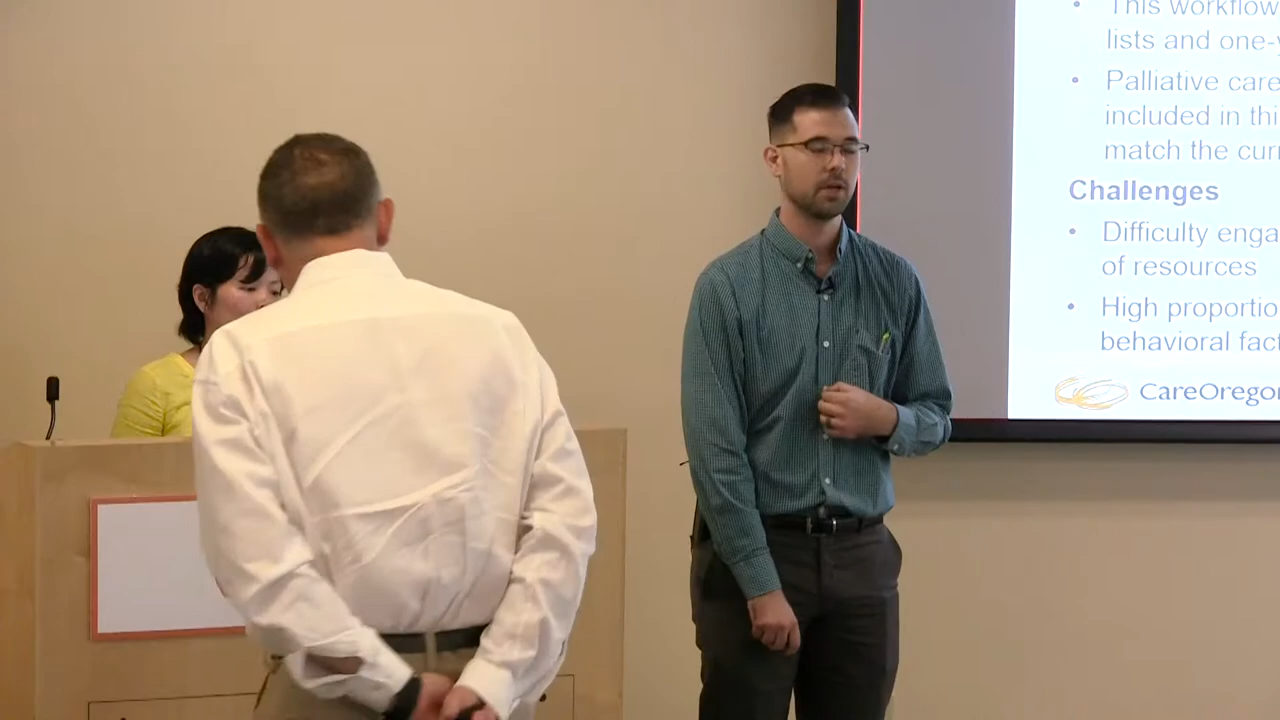 This workflow
lists and one-y
Palliative care
included in thi
match the curr
Challenges
Difficulty enga
of resources
High proportio
behavioral fact
CareOregon